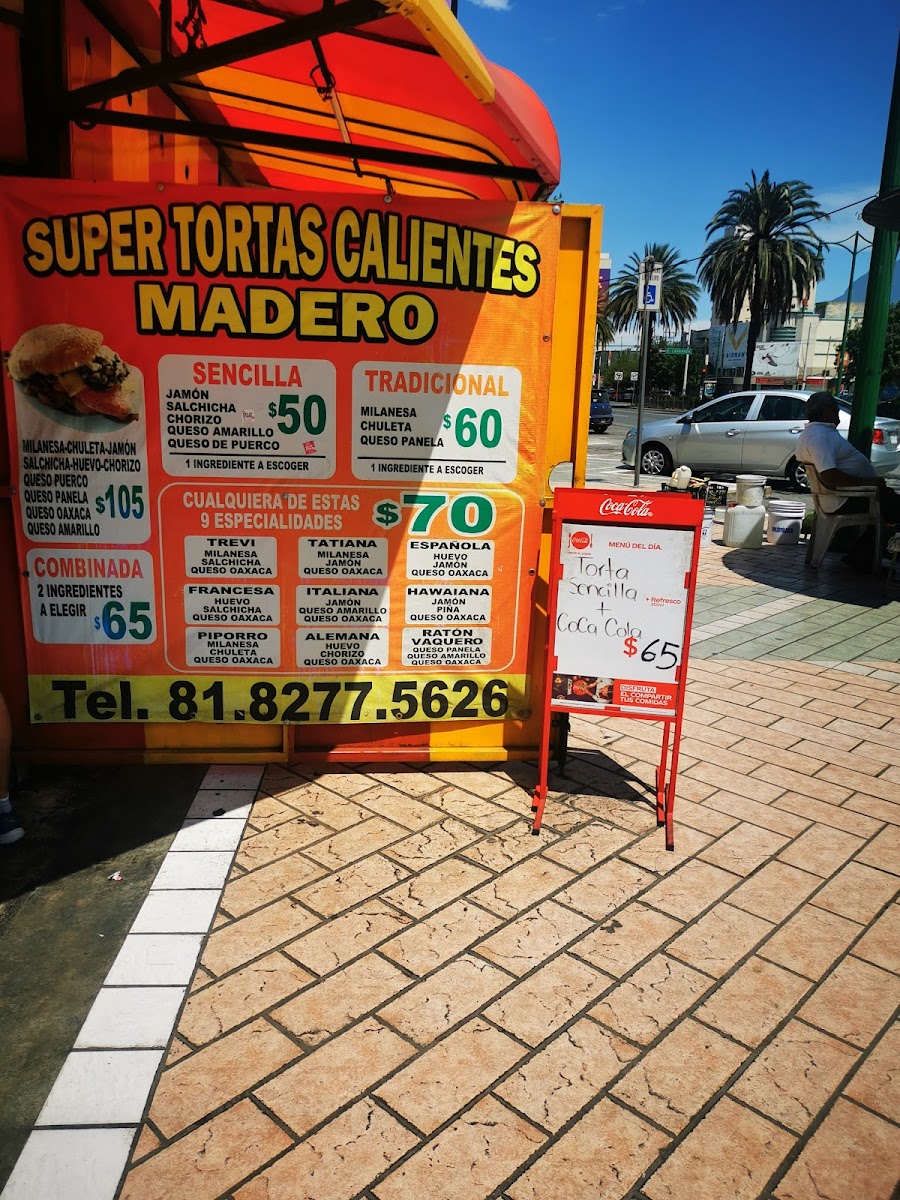 SUPER TORTAS CALIENTES
MADERO
MILANESA-CHULETA-JAMÓN
SALCHICHA-HUEVO-CHORIZO
QUESO PUERCO
QUESO PANELA
QUESO OAXACA
QUESO AMARILLO
$105
COMBINADA
2 INGREDIENTES
A ELEGIR
$65
SENCILLA
JAMÓN
SALCHICHA
CHORIZO
QUESO AMARILLO
QUESO DE PUERCO
$50
1 INGREDIENTE A ESCOGER
TRADICIONAL
MILANESA
CHULETA
QUESO PANELA
$60
1 INGREDIENTE A ESCOGER
CUALQUIERA DE ESTAS
9 ESPECIALIDADES
$70
TREVI
MILANESA
SALCHICHA
QUESO OAXACA
TATIANA
MILANESA
JAMÓN
QUESO OAXACA
ESPAÑOLA
HUEVO
JAMÓN
QUESO OAXACA
FRANCESA
HUEVO
SALCHICHA
QUESO OAXACA
ITALIANA
JAMÓN
QUESO AMARILLO
QUESO OAXACA
HAWAIANA
JAMÓN
PIÑA
QUESO OAXACA
PIPORRO
MILANESA
CHULETA
QUESO OAXACA
ALEMANA
HUEVO
CHORIZO
QUESO OAXACA
RATÓN
VAQUERO
QUESO PANELA
QUESO AMARILLO
QUESO OAXACA
Tel. 81.8277.5626
Coca-Cola
MENÚ DEL DÍA.
Torta
Sencilla
+
CoCa Cola
+ Refresco
$65
DISFRUTA
EL COMPARTIR
TUS COMIDAS